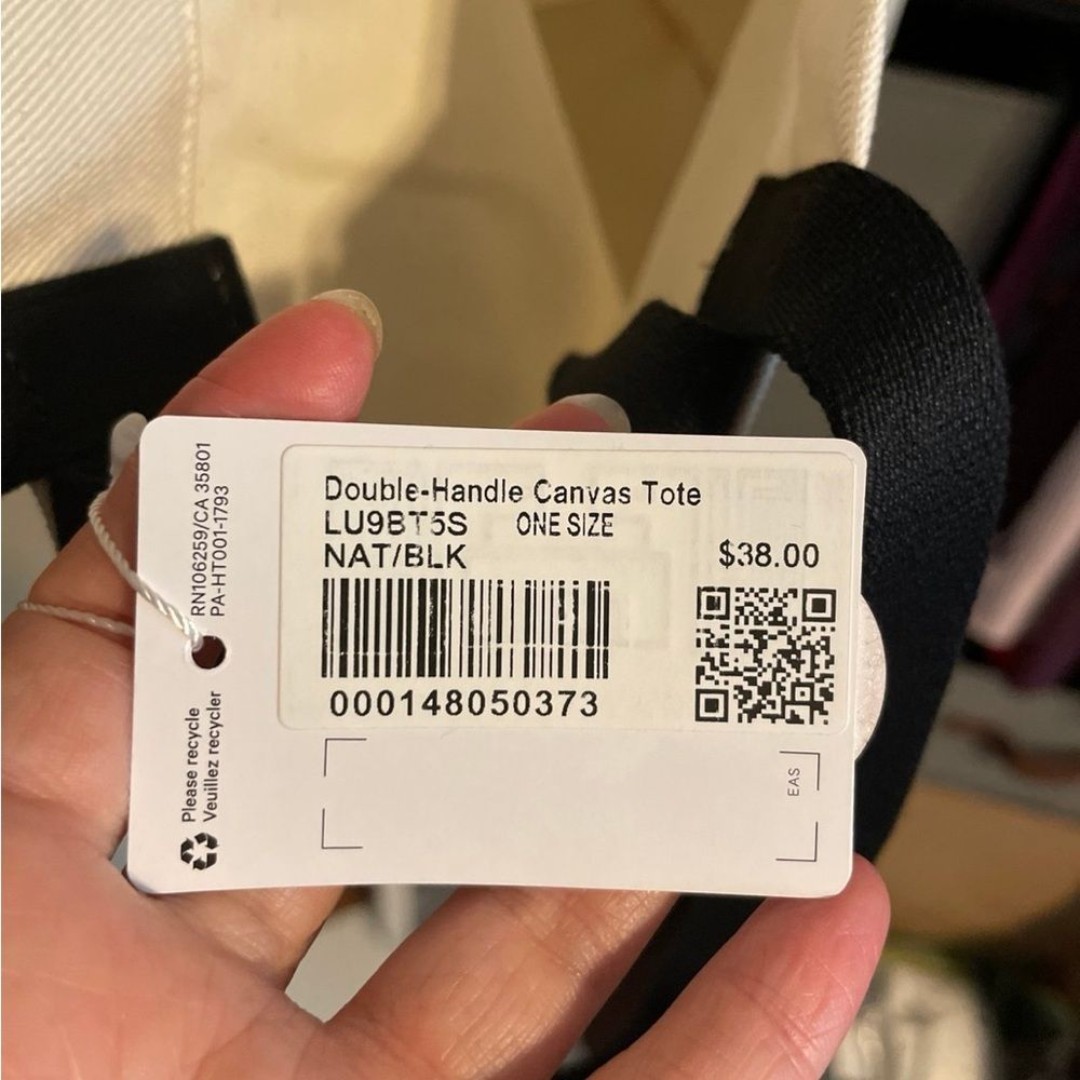 Double-Handle Canvas Tote
LU9BT5S ONE SIZE
NAT/BLK $38.00
000148050373
RN106259/CA 35801
PA-HT001-1793
Please recycle
Veuillez recycler
EAS